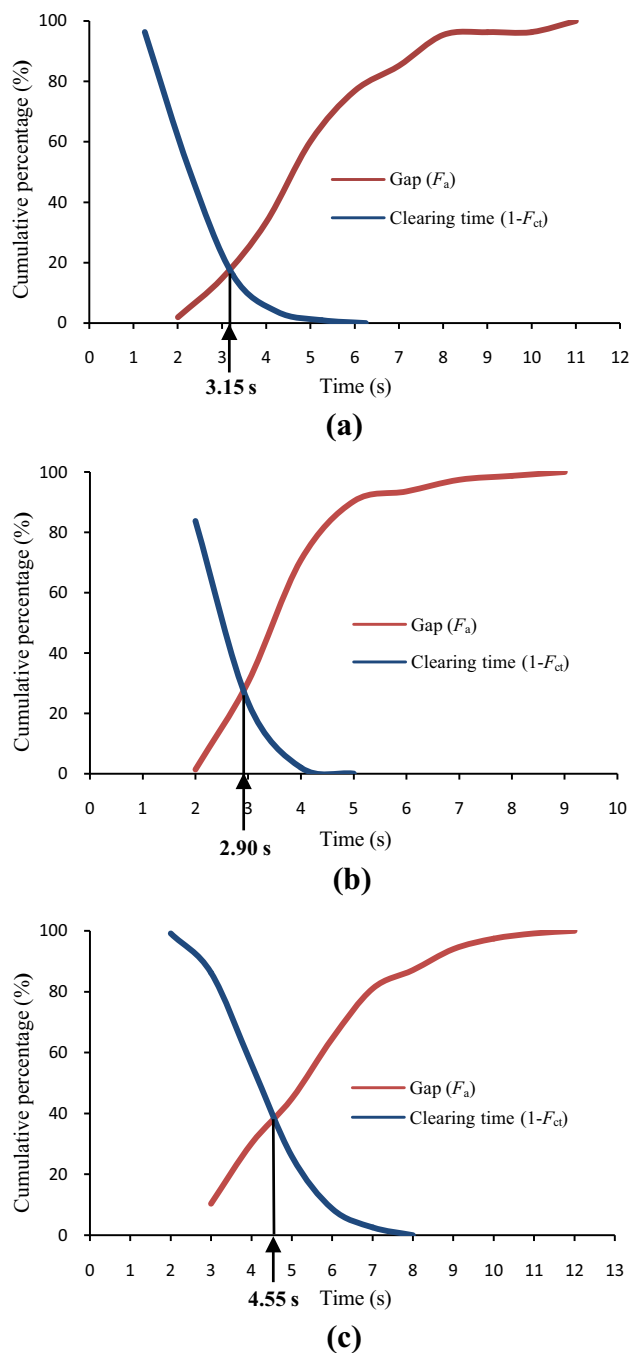 Cumulative percentage (%)
100
80
60
40
20
0
Gap (Fa)
Clearing time (1-Fct)
0 1 2 3 4 5 6 7 8 9 10 11 12
3.15 s
Time (s)
(a)
Cumulative percentage (%)
100
80
60
40
20
0
Gap (Fa)
Clearing time (1-Fct)
0 1 2 3 4 5 6 7 8 9 10
2.90 s
Time (s)
(b)
Cumulative percentage (%)
100
80
60
40
20
0
Gap (Fa)
Clearing time (1-Fct)
0 1 2 3 4 5 6 7 8 9 10 11 12 13
4.55 s
Time (s)
(c)